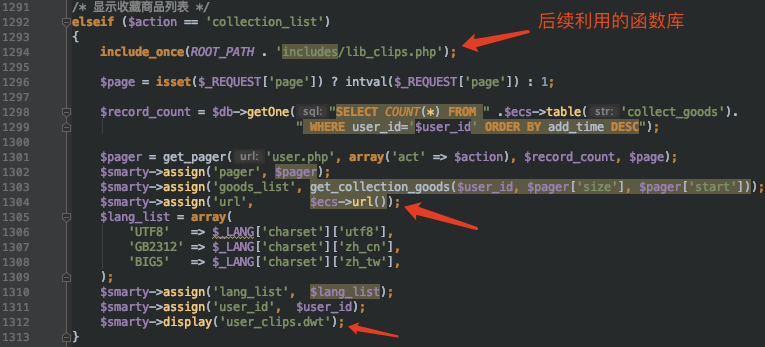 1291 /* 显示收藏商品列表 */
1292 elseif ($action == 'collection_list')
1293 {
后续利用的函数库
1294 include_once(ROOT_PATH . 'includes/lib_clips.php');
1295
1296 $page = isset($_REQUEST['page']) ? intval($_REQUEST['page']) : 1;
1297
1298 $record_count = $db->getOne( sql: "SELECT COUNT(*) FROM " .$ecs->table( str: 'collect_goods').
1299 " WHERE user_id='$user_id' ORDER BY add_time DESC");
1300
1301 $pager = get_pager( url: 'user.php', array('act' => $action), $record_count, $page);
1302 $smarty->assign('pager', $pager);
1303 $smarty->assign('goods_list', get_collection_goods($user_id, $pager['size'], $pager['start']));
1304 $smarty->assign('url', $ecs->url());
1305 $lang_list = array(
1306 'UTF8' => $_LANG['charset']['utf8'],
1307 'GB2312' => $_LANG['charset']['zh_cn'],
1308 'BIG5' => $_LANG['charset']['zh_tw'],
1309 );
1310 $smarty->assign('lang_list', $lang_list);
1311 $smarty->assign('user_id', $user_id);
1312 $smarty->display('user_clips.dwt');
1313 }